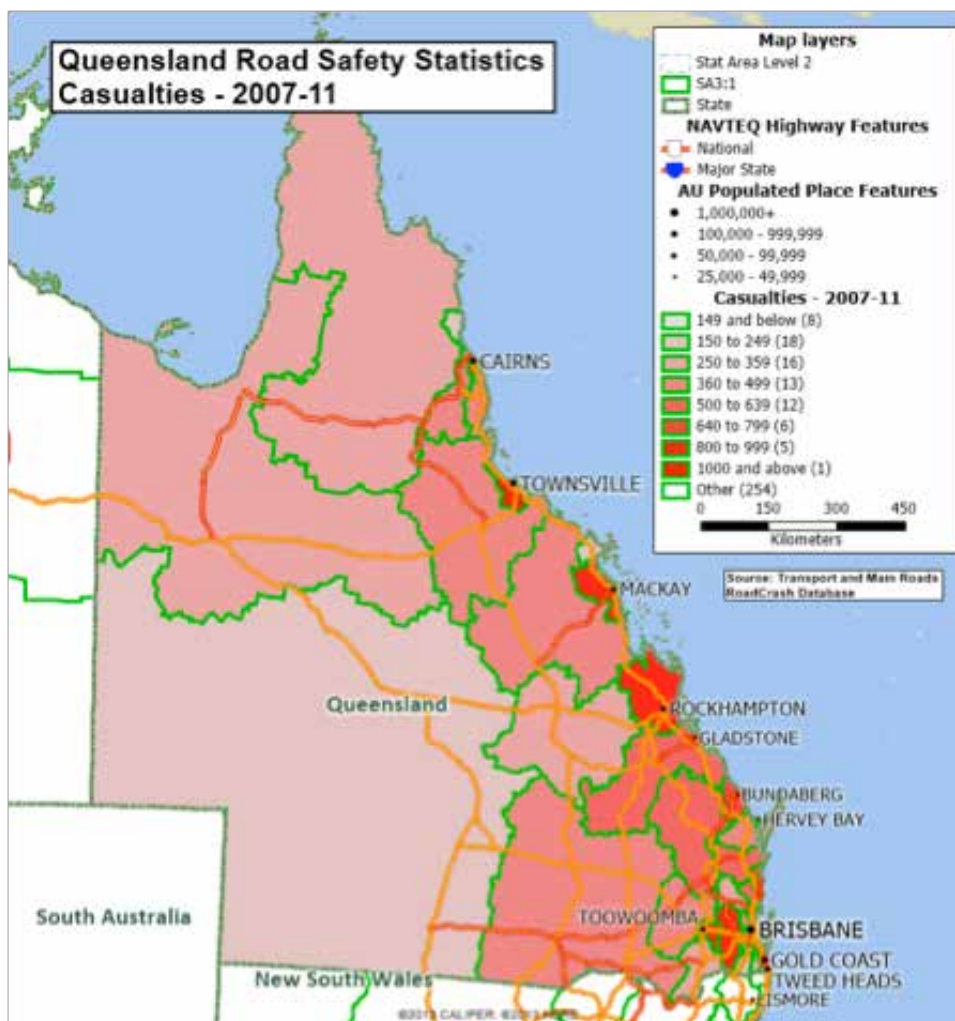 Queensland Road Safety Statistics
Casualties - 2007-11
Map layers
Stat Area Level 2
SA3:1
State
NAVTEQ Highway Features
National
Major State
AU Populated Place Features
1,000,000+
100,000 - 999,999
50,000 - 99,999
25,000 - 49,999
Casualties - 2007-11
149 and below (8)
150 to 249 (18)
250 to 359 (16)
360 to 499 (13)
500 to 639 (12)
640 to 799 (6)
800 to 999 (5)
1000 and above (1)
Other (254)
0 150 300 450
Kilometers
Source: Transport and Main Roads
RoadCrash Database
CAIRNS
TOWNSVILLE
MACKAY
Queensland
ROCKHAMPTON
GLADSTONE
BUNDABERG
HERVEY BAY
South Australia
TOOWOOMBA
BRISBANE
GOLD COAST
New South Wales
TWEED HEADS
LISMORE
©2013 CALIPER; ©2013